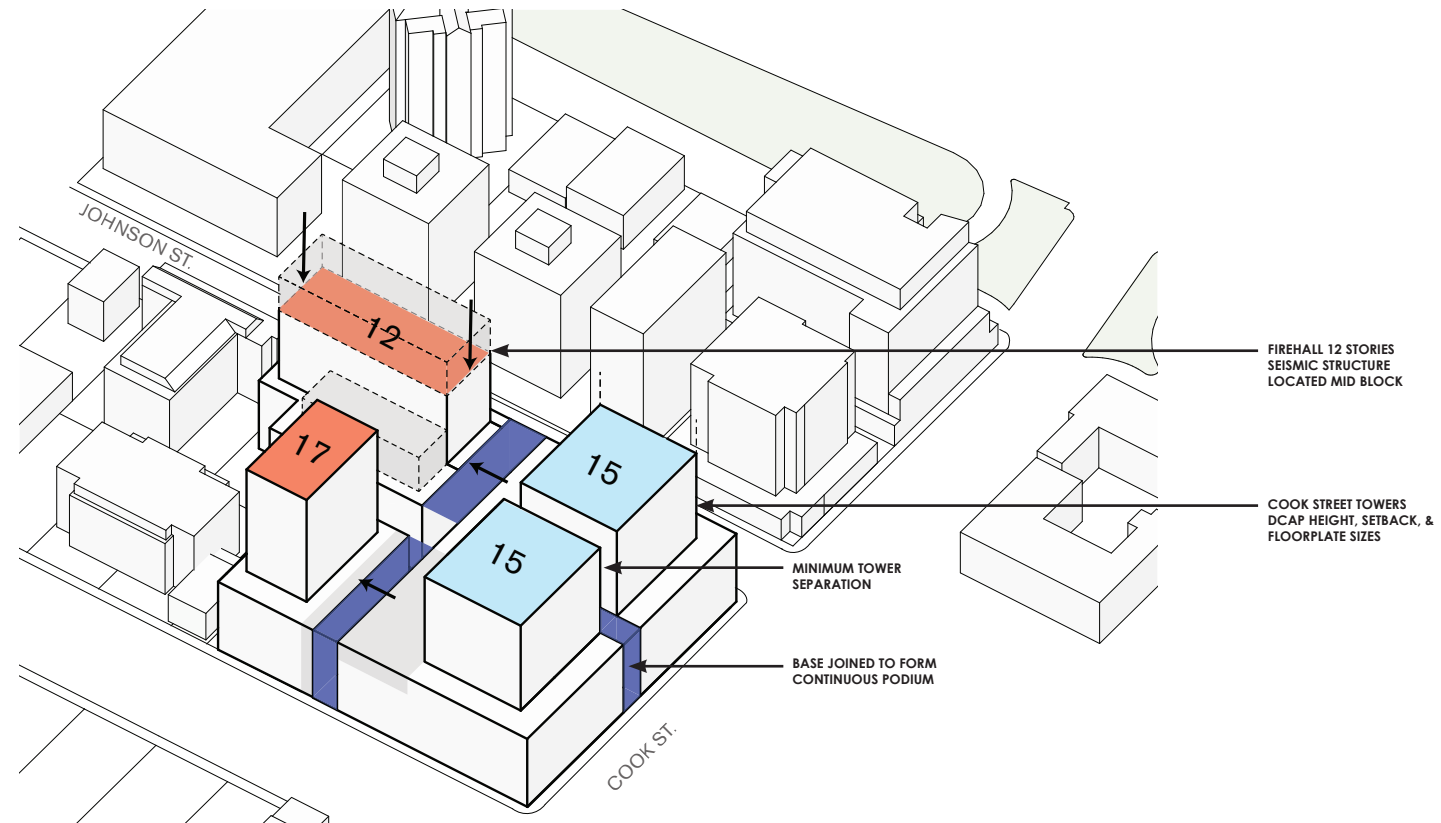 JOHNSON ST.
12
17
15
15
FIREHALL 12 STORIES
SEISMIC STRUCTURE
LOCATED MID BLOCK
COOK STREET TOWERS
DCAP HEIGHT, SETBACK, &
FLOORPLATE SIZES
MINIMUM TOWER
SEPARATION
BASE JOINED TO FORM
CONTINUOUS PODIUM
COOK ST.